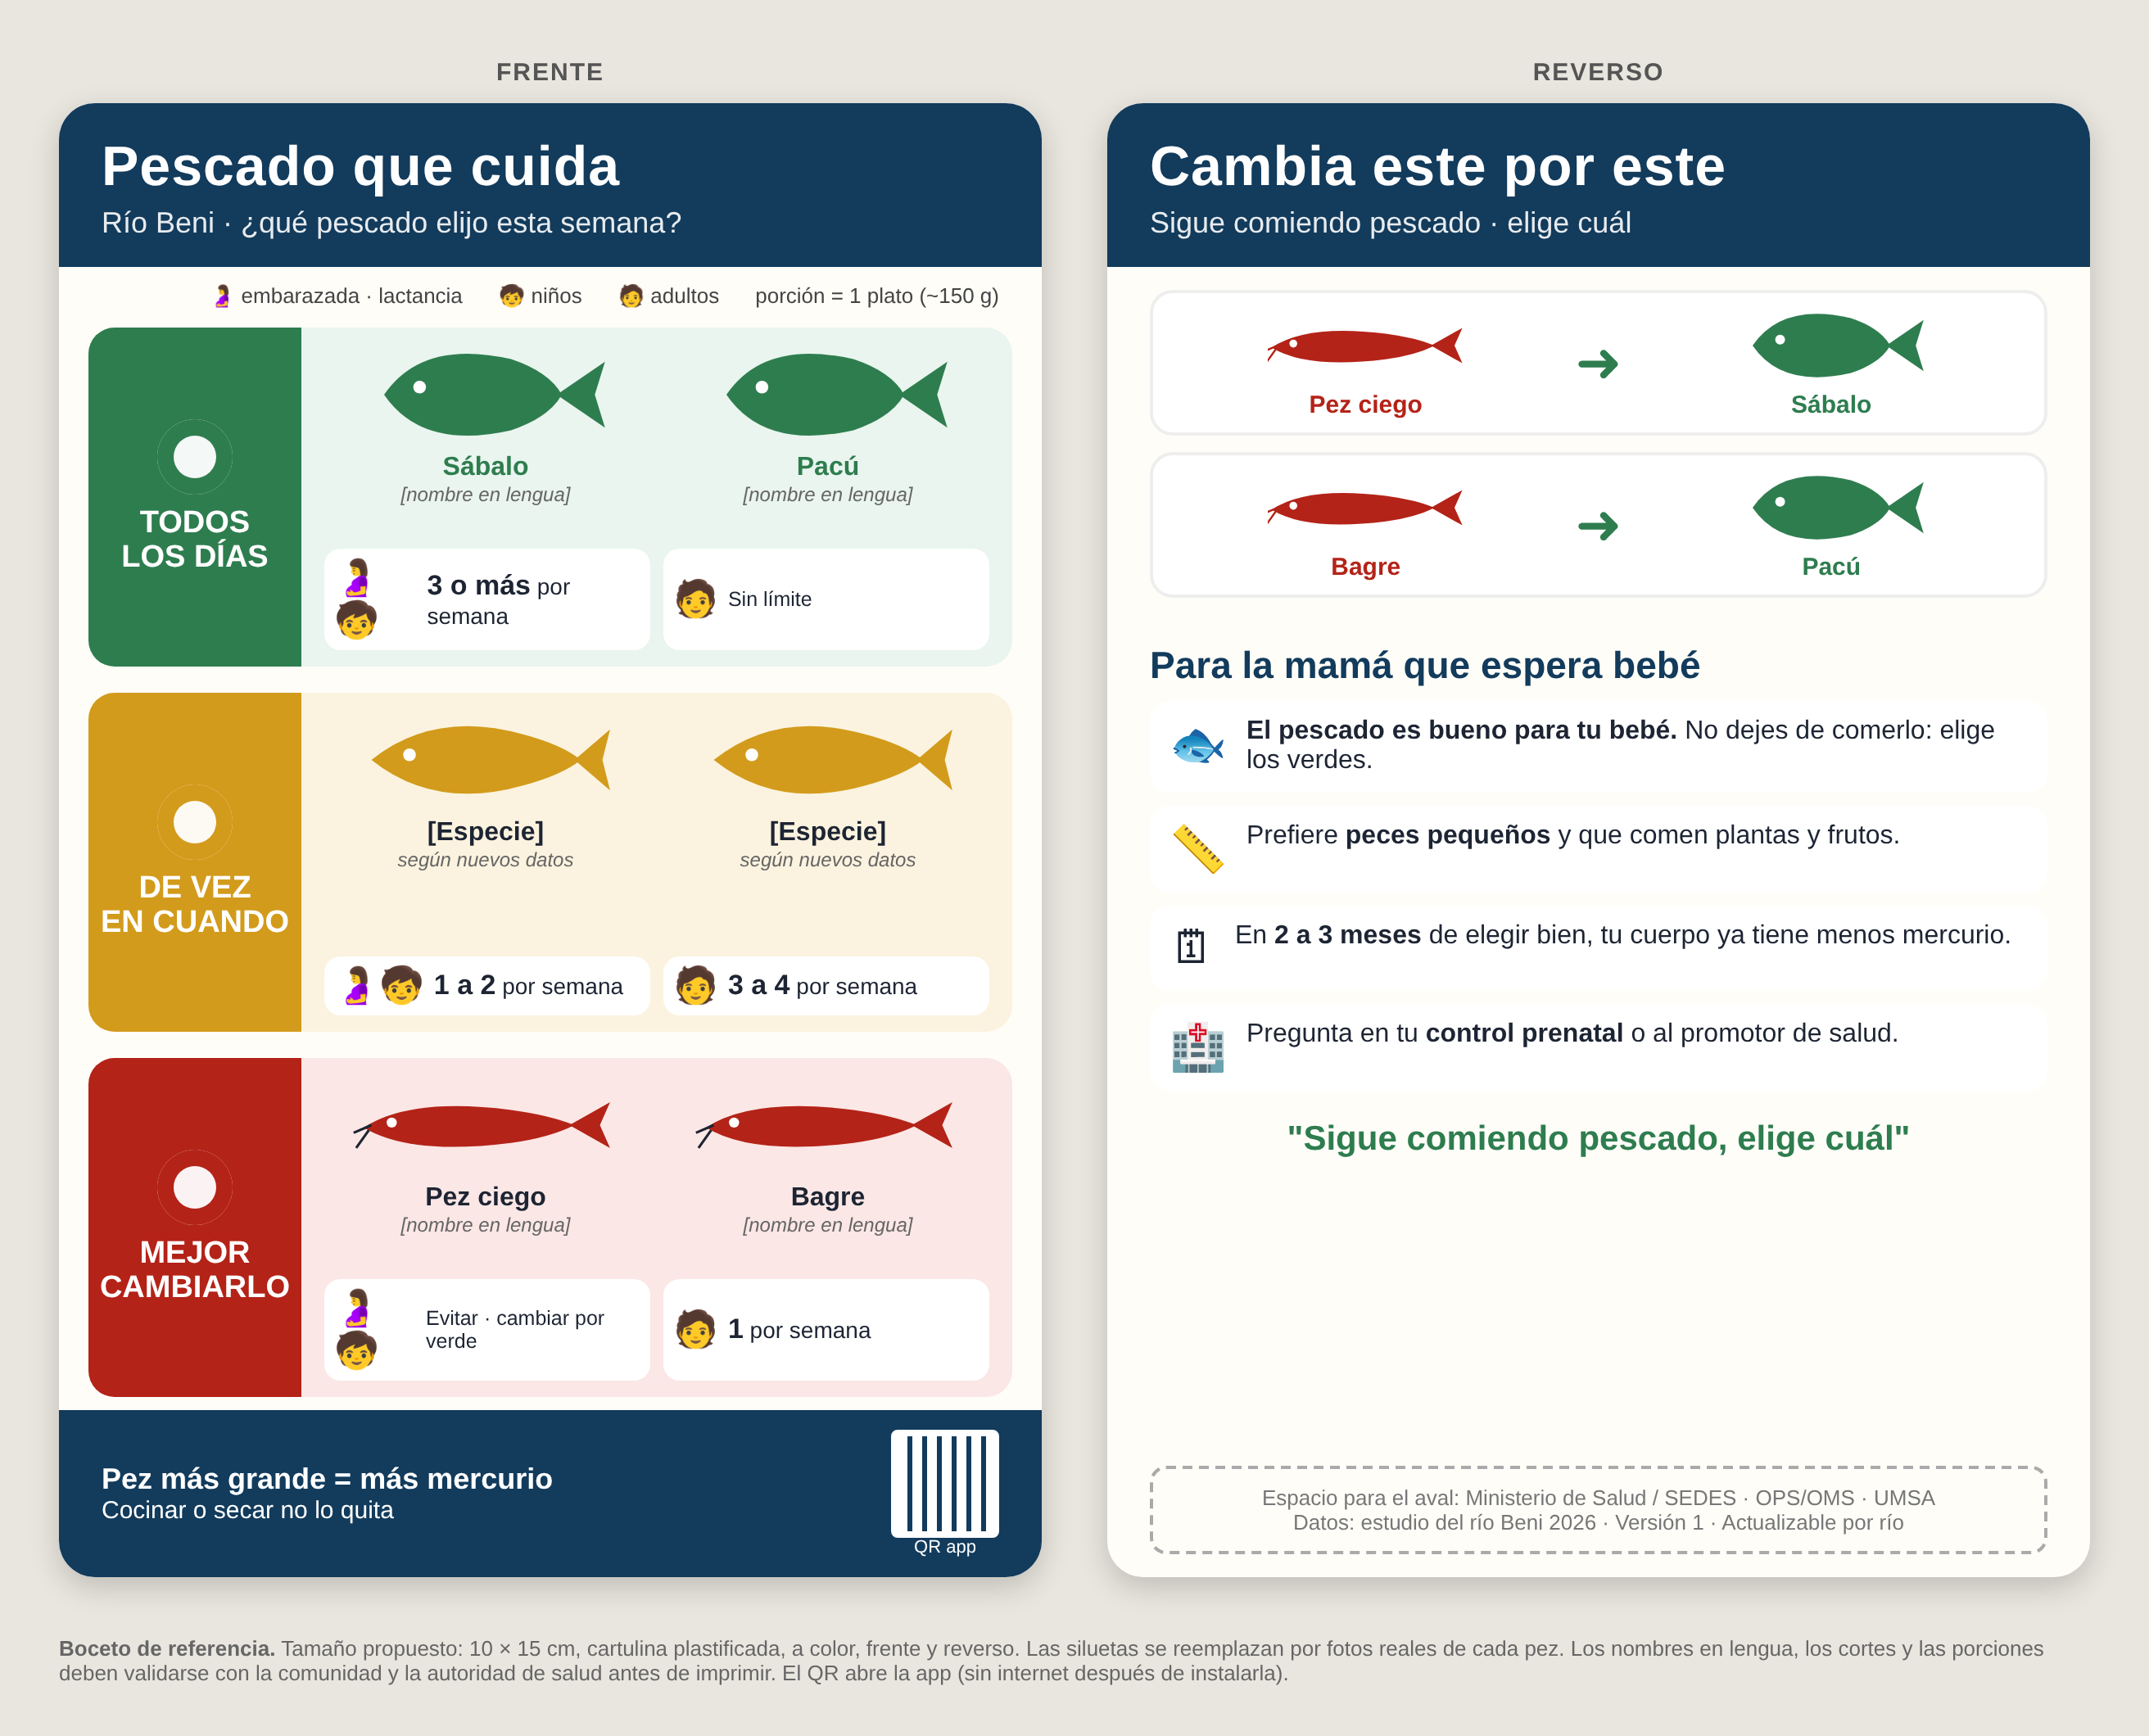 FRENTE
Pescado que cuida
Río Beni · ¿qué pescado elijo esta semana?
embarazada · lactancia niños adultos porción = 1 plato (~150 g)
TODOS
LOS DÍAS
Sábalo
[nombre en lengua]
Pacú
[nombre en lengua]
3 o más por
semana
Sin límite
DE VEZ
EN CUANDO
[Especie]
según nuevos datos
[Especie]
según nuevos datos
1 a 2 por semana
3 a 4 por semana
MEJOR
CAMBIARLO
Pez ciego
[nombre en lengua]
Bagre
[nombre en lengua]
Evitar · cambiar por
verde
1 por semana
Pez más grande = más mercurio
Cocinar o secar no lo quita
QR app
REVERSO
Cambia este por este
Sigue comiendo pescado · elige cuál
Pez ciego
➜
Sábalo
Bagre
➜
Pacú
Para la mamá que espera bebé
El pescado es bueno para tu bebé. No dejes de comerlo: elige
los verdes.
Prefiere peces pequeños y que comen plantas y frutos.
En 2 a 3 meses de elegir bien, tu cuerpo ya tiene menos mercurio.
Pregunta en tu control prenatal o al promotor de salud.
"Sigue comiendo pescado, elige cuál"
Espacio para el aval: Ministerio de Salud / SEDES · OPS/OMS · UMSA
Datos: estudio del río Beni 2026 · Versión 1 · Actualizable por río
Boceto de referencia. Tamaño propuesto: 10 × 15 cm, cartulina plastificada, a color, frente y reverso. Las siluetas se reemplazan por fotos reales de cada pez. Los nombres en lengua, los cortes y las porciones
deben validarse con la comunidad y la autoridad de salud antes de imprimir. El QR abre la app (sin internet después de instalarla).